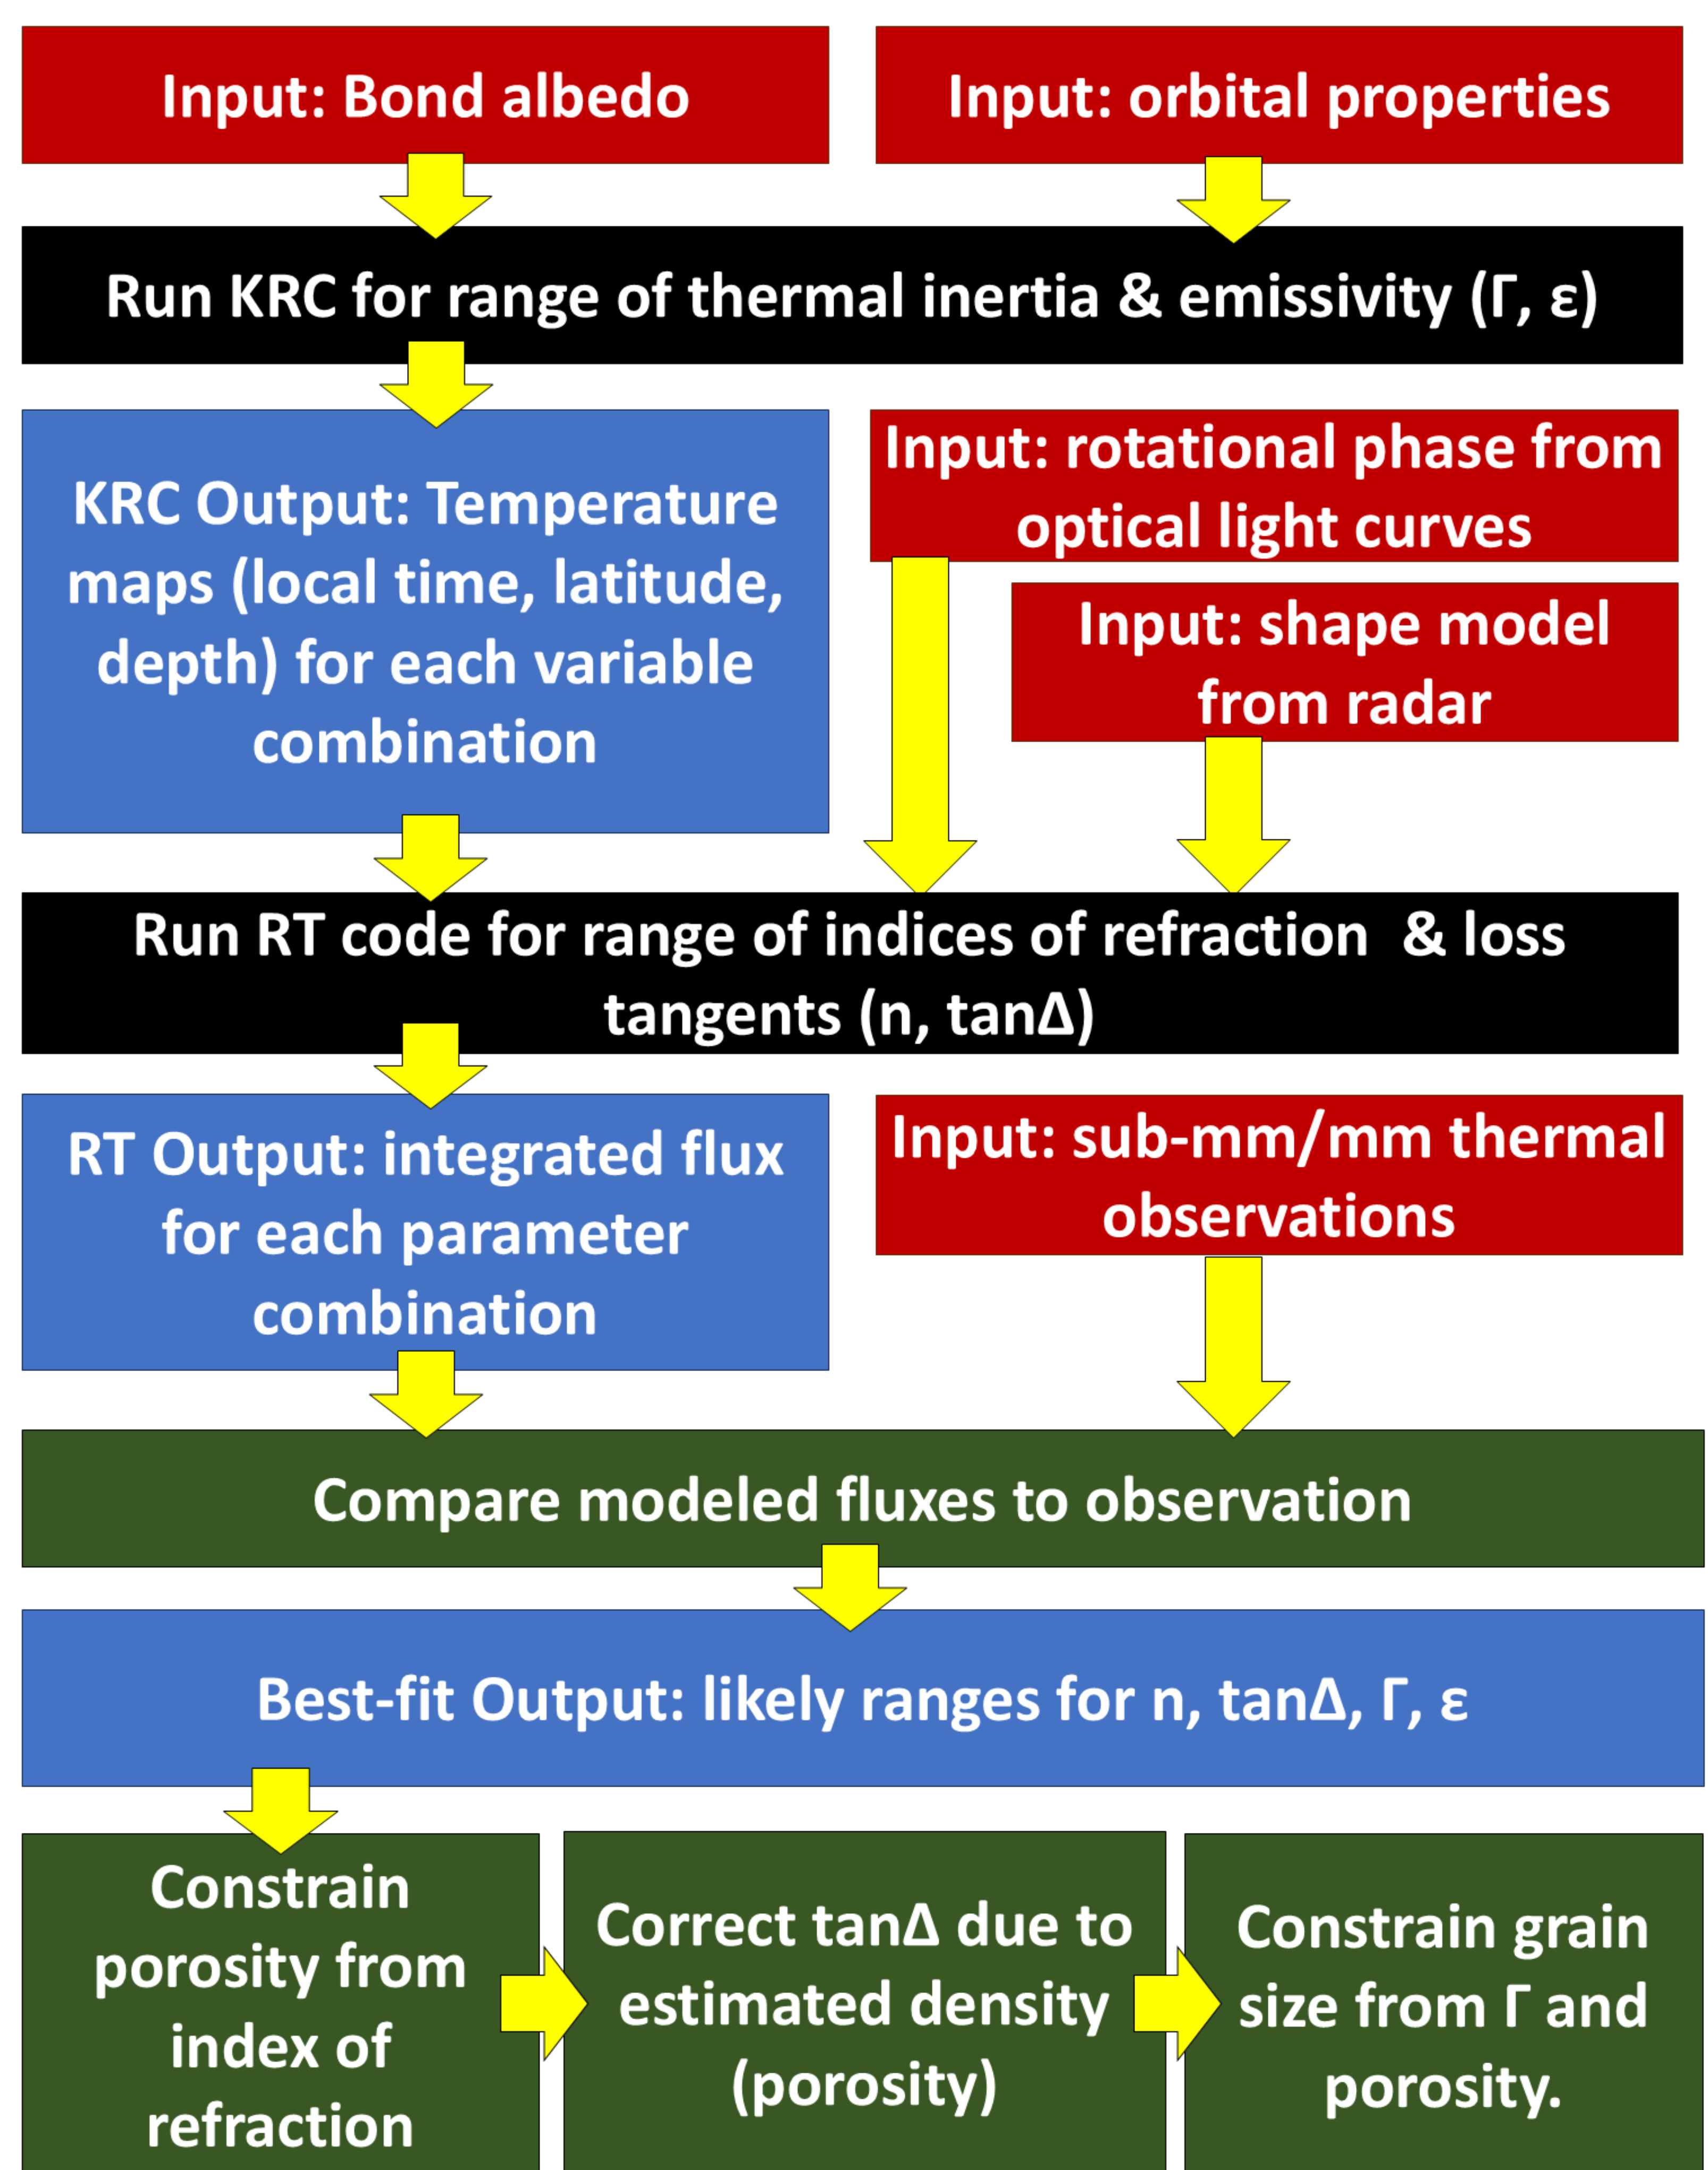 Input: Bond albedo
Input: orbital properties
Run KRC for range of thermal inertia & emissivity (Γ, ε)
KRC Output: Temperature
maps (local time, latitude,
depth) for each variable
combination
Input: rotational phase from
optical light curves
Input: shape model
from radar
Run RT code for range of indices of refraction & loss
tangents (n, tanΔ)
RT Output: integrated flux
for each parameter
combination
Input: sub-mm/mm thermal
observations
Compare modeled fluxes to observation
Best-fit Output: likely ranges for n, tanΔ, Γ, ε
Constrain
porosity from
index of
refraction
Correct tanΔ due to
estimated density
(porosity)
Constrain grain
size from Γ and
porosity.